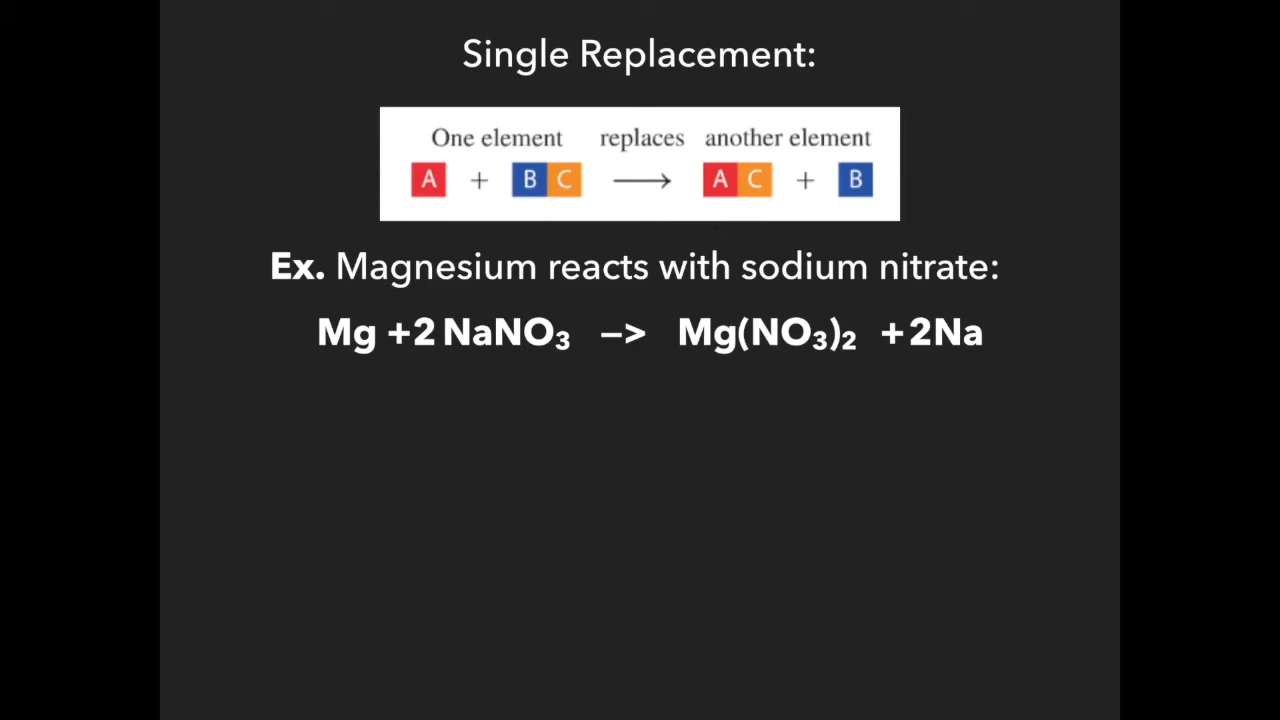 Single Replacement:
One element replaces another element
A + B C ⟶ A C + B
Ex. Magnesium reacts with sodium nitrate:
Mg +2 NaNO₃ –> Mg(NO₃)₂ +2Na